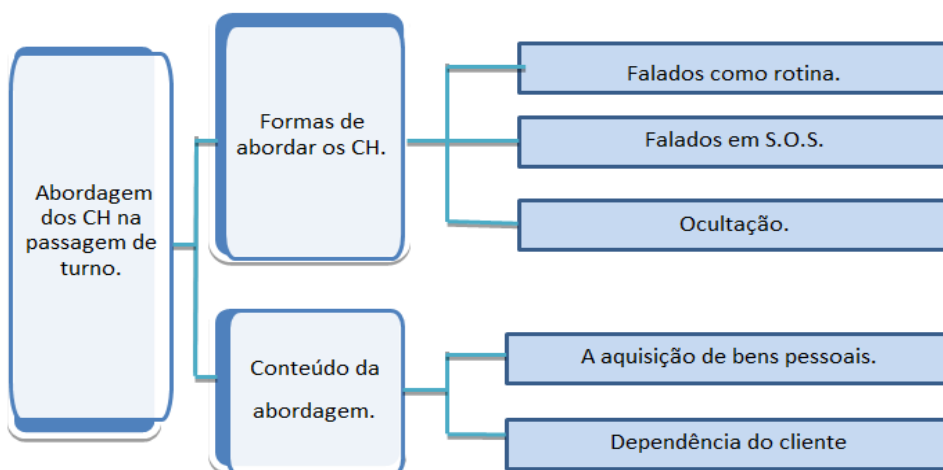 Abordagem
dos CH na
passagem de
turno.
Formas de
abordar os CH.
Falados como rotina.
Falados em S.O.S.
Ocultação.
Conteúdo da
abordagem.
A aquisição de bens pessoais.
Dependência do cliente